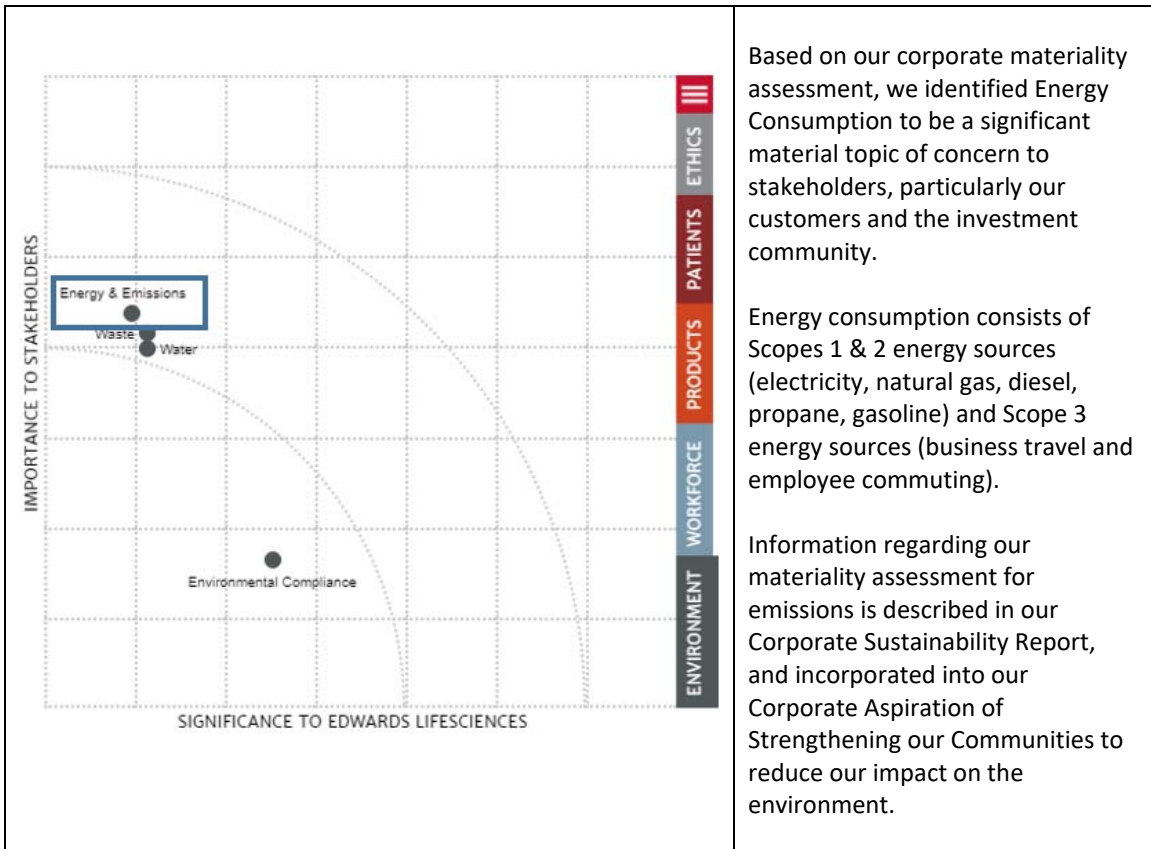 IMPORTANCE TO STAKEHOLDERS
Energy & Emissions
Waste
Water
Environmental Compliance
SIGNIFICANCE TO EDWARDS LIFESCIENCES
ETHICS
PATIENTS
PRODUCTS
WORKFORCE
ENVIRONMENT
Based on our corporate materiality
assessment, we identified Energy
Consumption to be a significant
material topic of concern to
stakeholders, particularly our
customers and the investment
community.
Energy consumption consists of
Scopes 1 & 2 energy sources
(electricity, natural gas, diesel,
propane, gasoline) and Scope 3
energy sources (business travel and
employee commuting).
Information regarding our
materiality assessment for
emissions is described in our
Corporate Sustainability Report,
and incorporated into our
Corporate Aspiration of
Strengthening our Communities to
reduce our impact on the
environment.